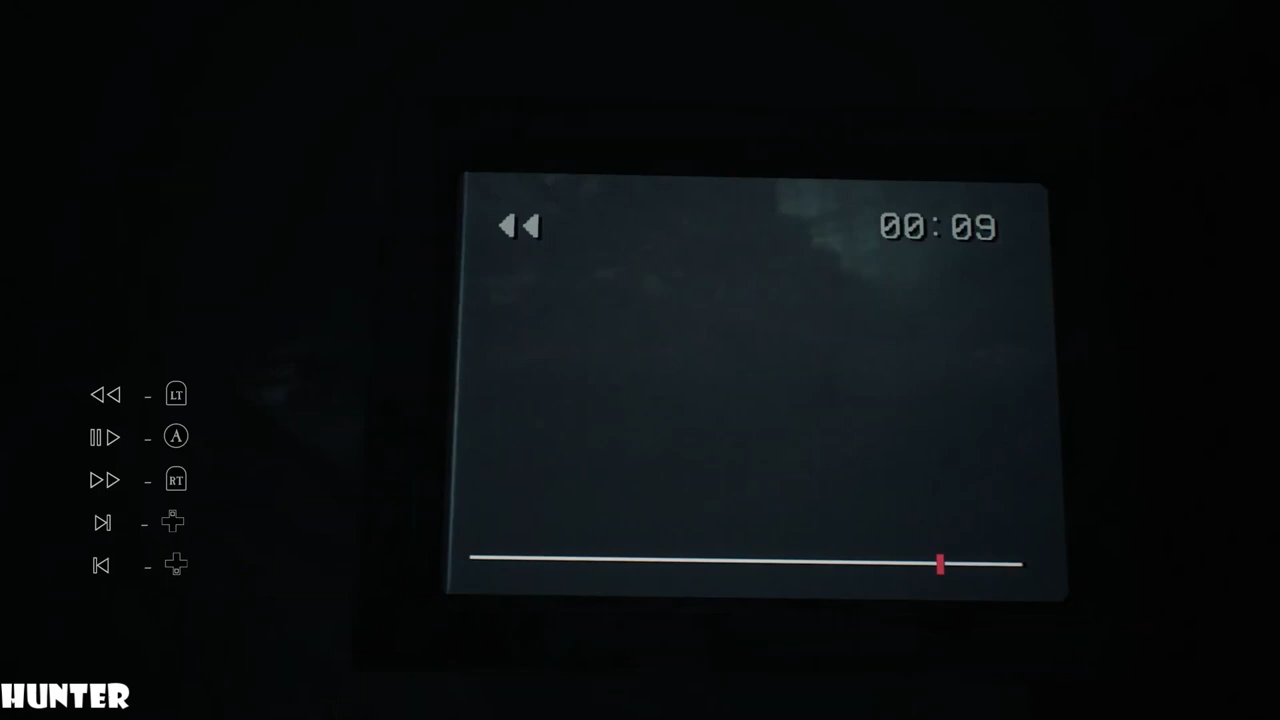 00:09
- LT
- A
- RT
-
-
HUNTER